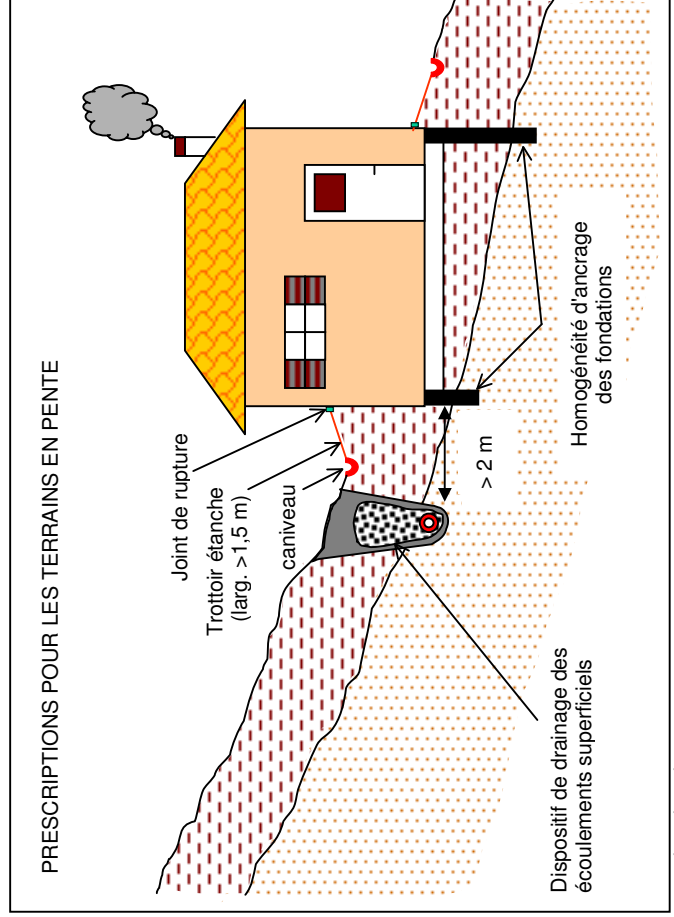 PRESCRIPTIONS POUR LES TERRAINS EN PENTE
Joint de rupture
Trottoir étanche
(larg. >1,5 m)
caniveau
> 2 m
Homogénéité d'ancrage
des fondations
Dispositif de drainage des
écoulements superficiels